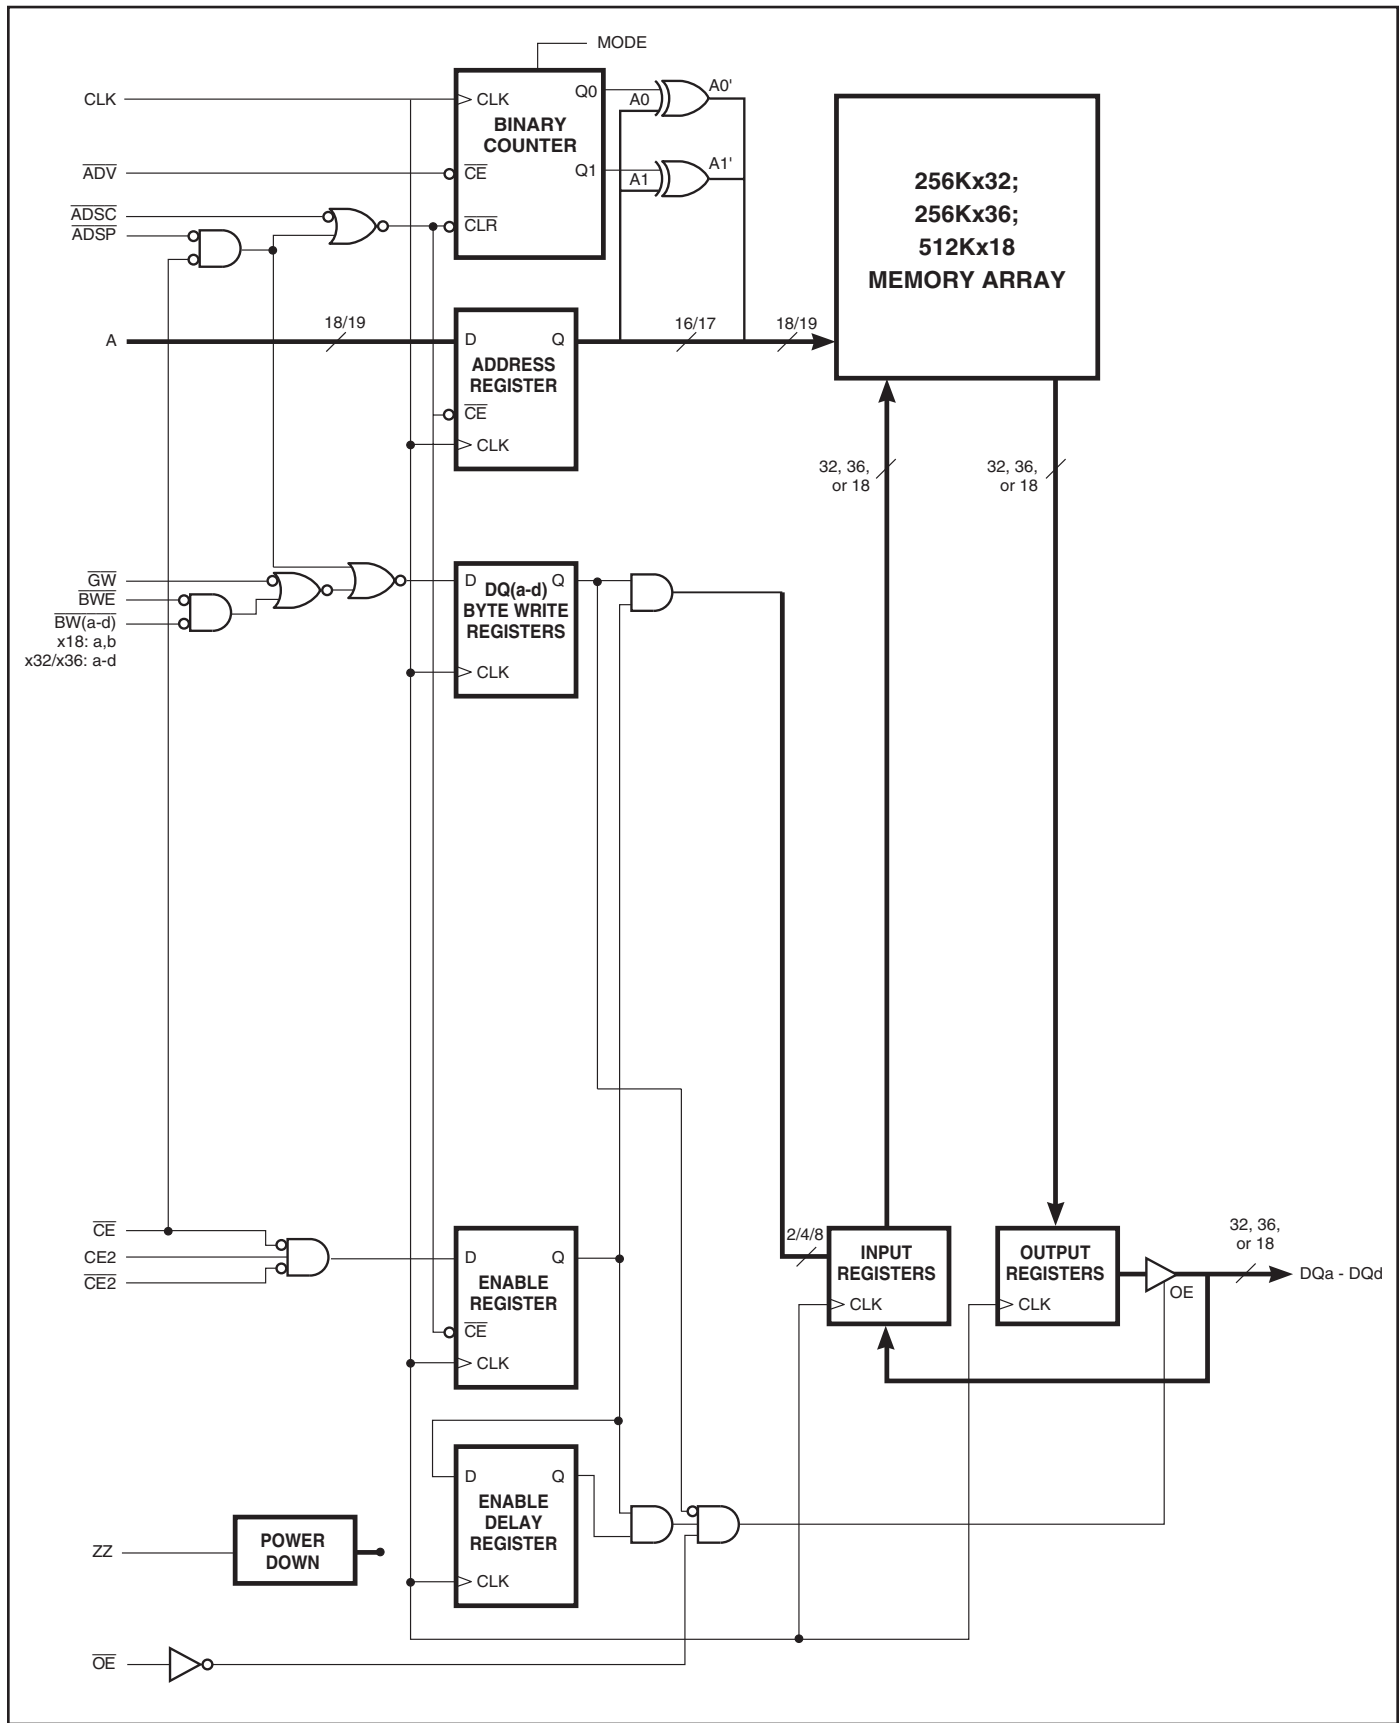 MODE
CLK
CLK
Q0
A0
A0'
BINARY
COUNTER
ADV
CE
Q1
A1
A1'
ADSC
ADSP
CLR
256Kx32;
256Kx36;
512Kx18
MEMORY ARRAY
A
18/19
D
Q
16/17
18/19
ADDRESS
REGISTER
CE
CLK
32, 36,
or 18
32, 36,
or 18
GW
BWE
BW(a-d)
x18: a,b
x32/x36: a-d
D
Q
DQ(a-d)
BYTE WRITE
REGISTERS
CLK
CE
CE2
CE2
D
Q
ENABLE
REGISTER
CE
CLK
2/4/8
INPUT
REGISTERS
CLK
OUTPUT
REGISTERS
CLK
OE
32, 36,
or 18
DQa - DQd
D
Q
ENABLE
DELAY
REGISTER
CLK
ZZ
POWER
DOWN
OE